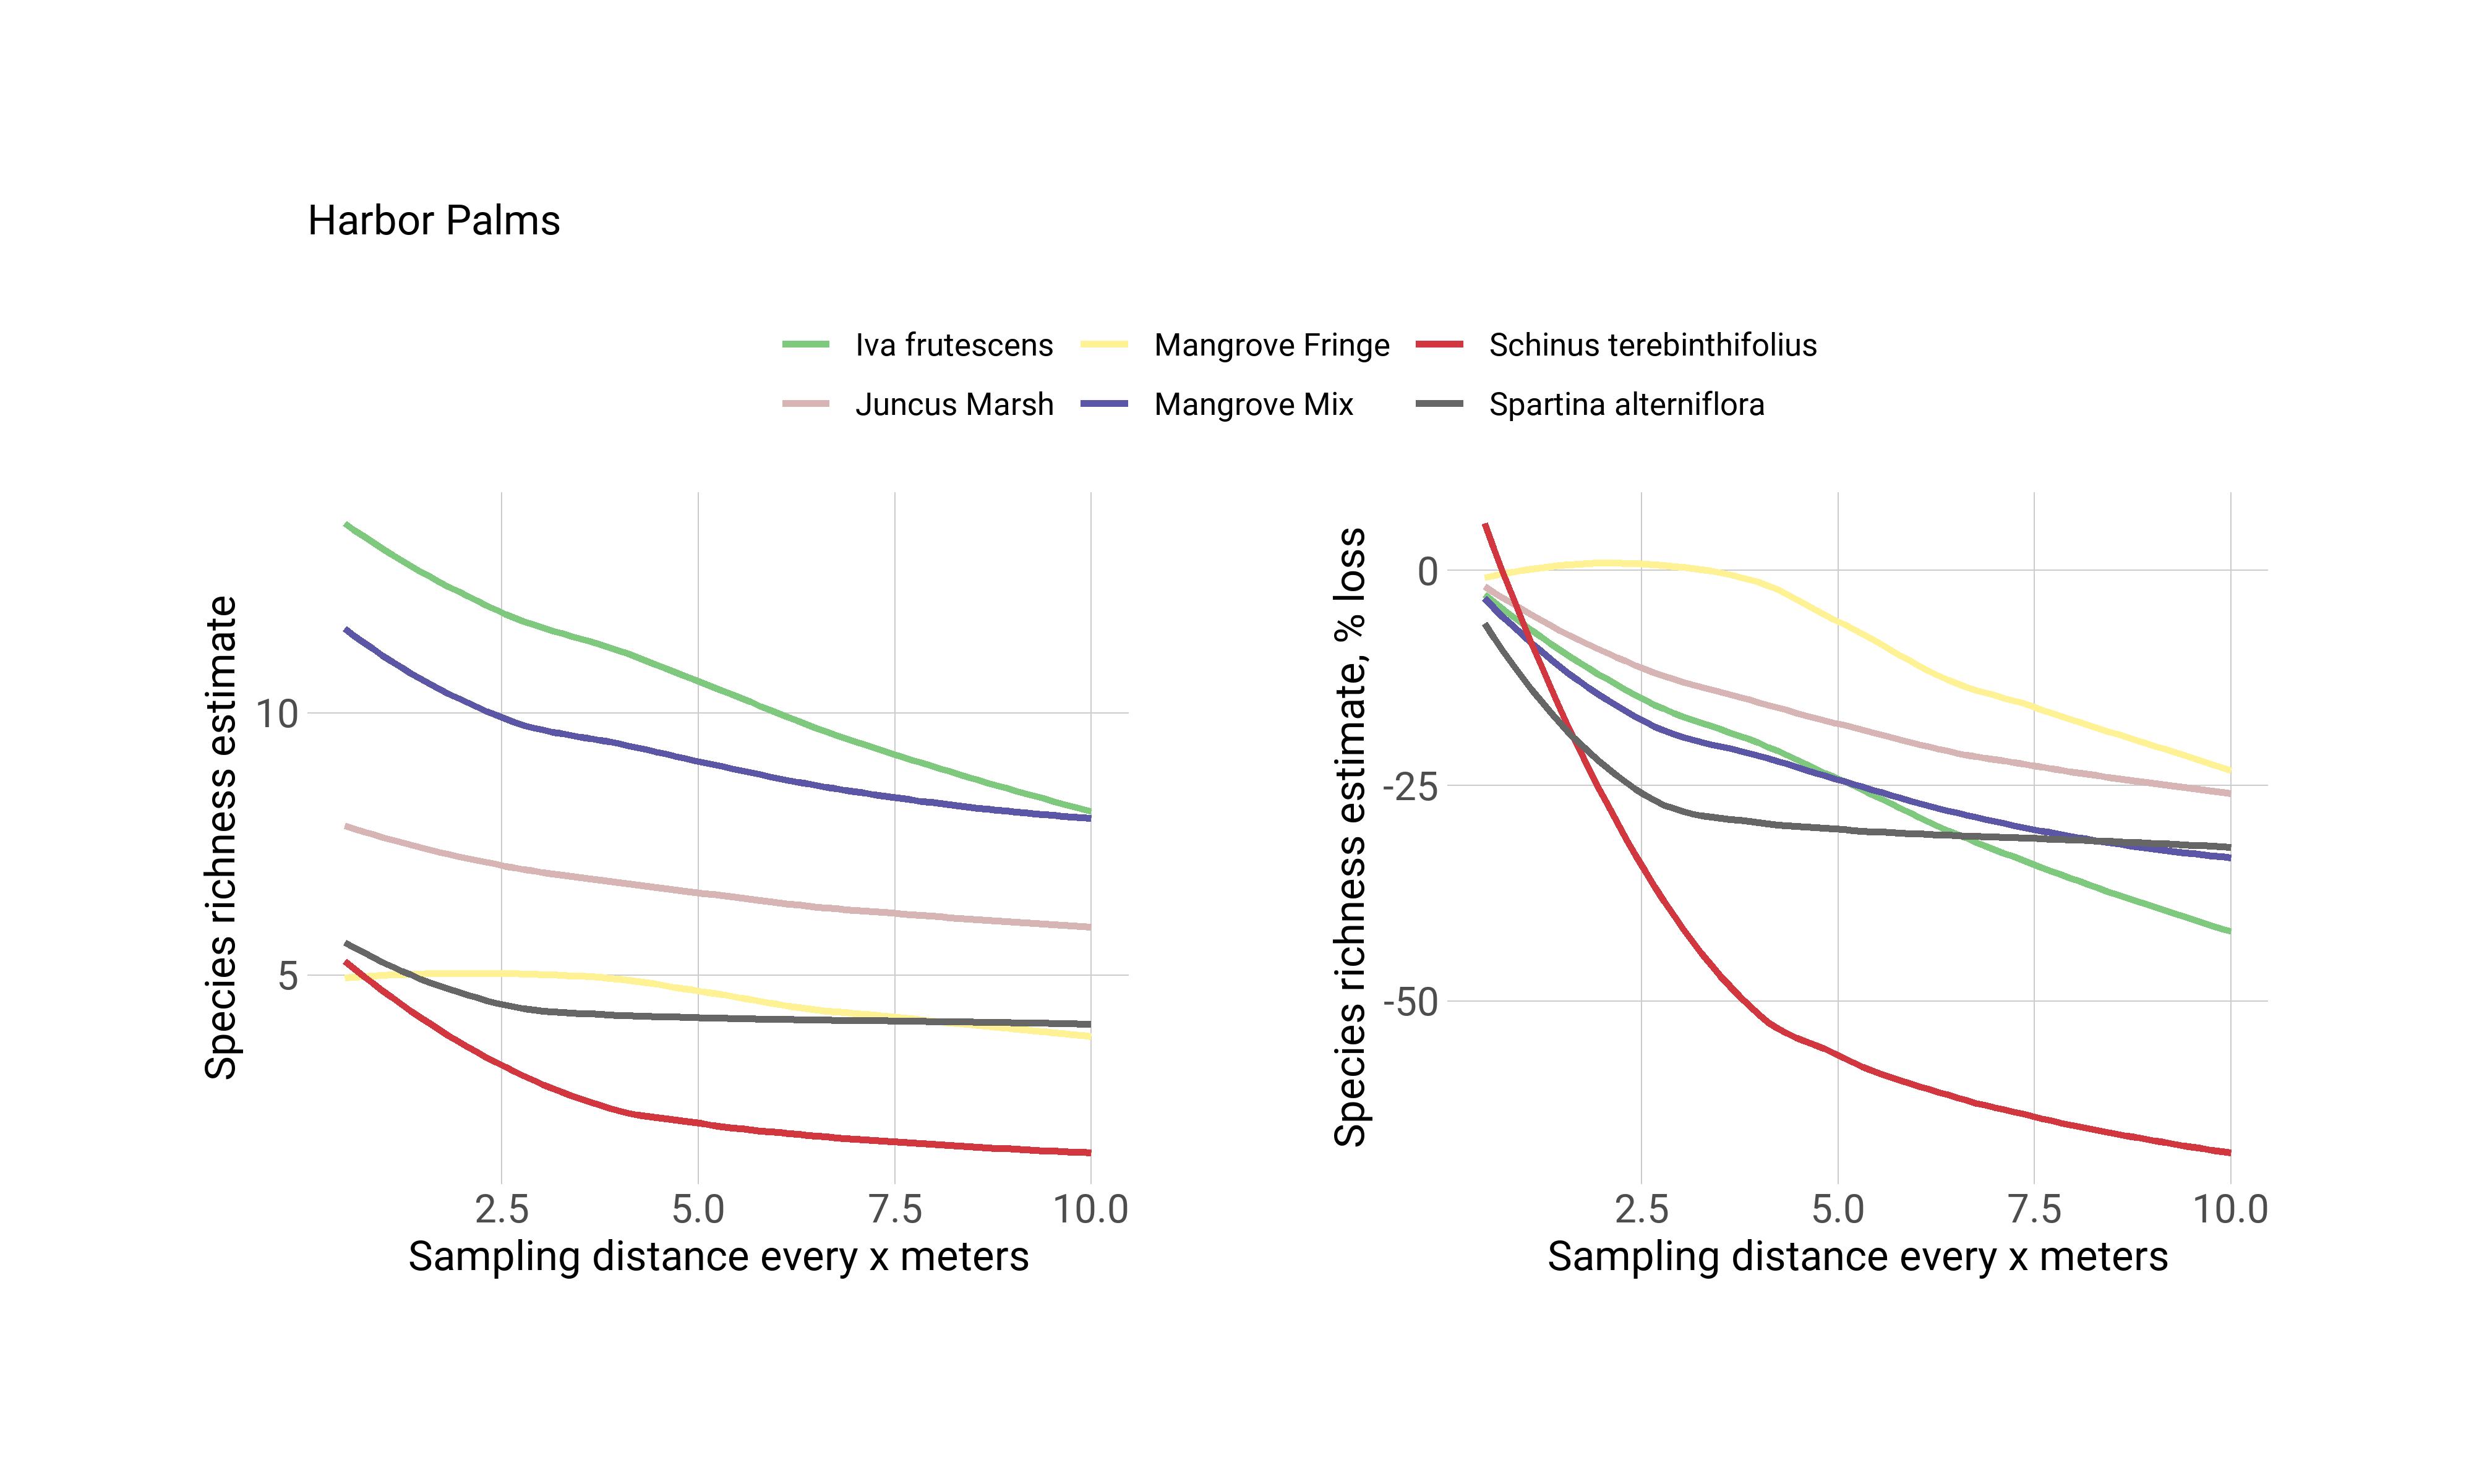 Harbor Palms
Iva frutescens
Mangrove Fringe
Schinus terebinthifolius
Juncus Marsh
Mangrove Mix
Spartina alterniflora
Species richness estimate
10
5
2.5 5.0 7.5 10.0
Sampling distance every x meters
Species richness estimate, % loss
0
-25
-50
2.5 5.0 7.5 10.0
Sampling distance every x meters